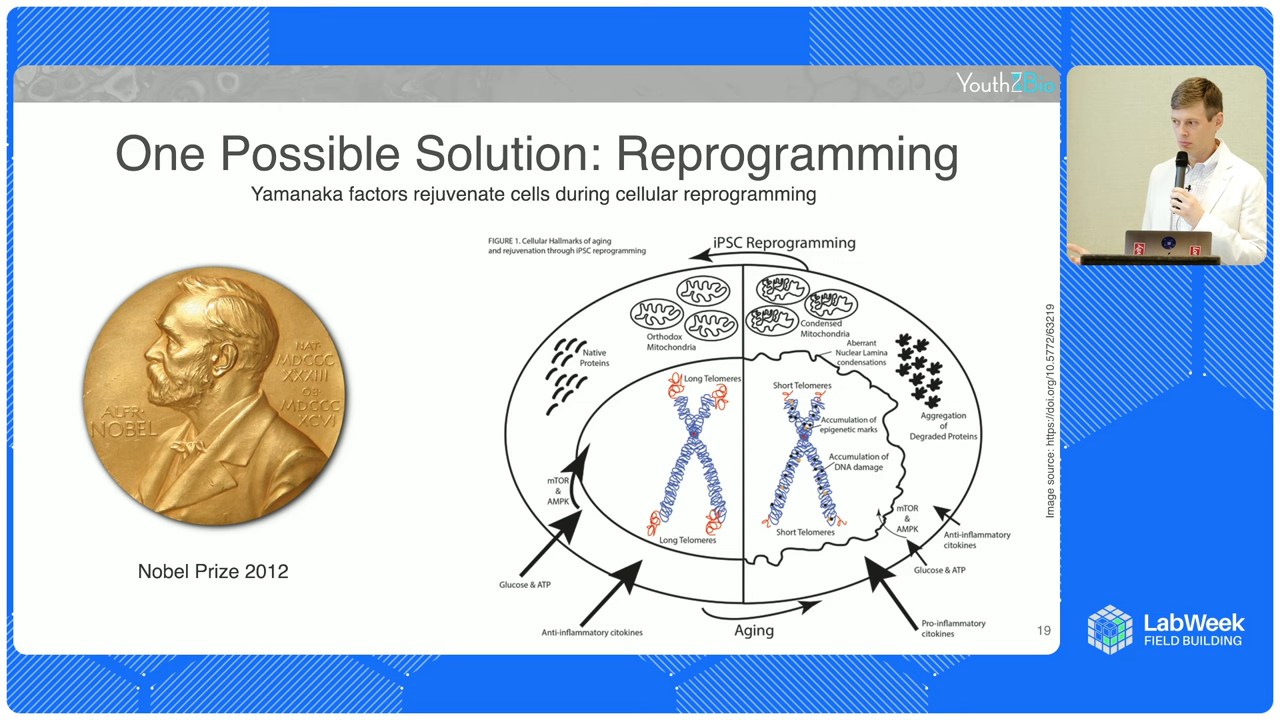 YouthZBio
One Possible Solution: Reprogramming
Yamanaka factors rejuvenate cells during cellular reprogramming
FIGURE 1. Cellular Hallmarks of aging
and rejuvenation through iPSC reprogramming
iPSC Reprogramming
Orthodox
Mitochondria
Condensed
Mitochondria
Aberrant
Nuclear Lamina
condensations
Native
Proteins
Long Telomeres
Short Telomeres
Accumulation of
epigenetic marks
Aggregation
of
Degraded Proteins
Accumulation of
DNA damage
mTOR
&
AMPK
mTOR
&
AMPK
Long Telomeres
Short Telomeres
Anti-inflammatory
citokines
Glucose & ATP
Glucose & ATP
Anti-inflammatory citokines
Pro-inflammatory
citokines
Aging
NAT-
MDCCC
XXXIII
OB
MDCCC
XCVI
ALFR-
NOBEL
Nobel Prize 2012
Image source: https://doi.org/10.5772/63219
19
LabWeek
FIELD BUILDING